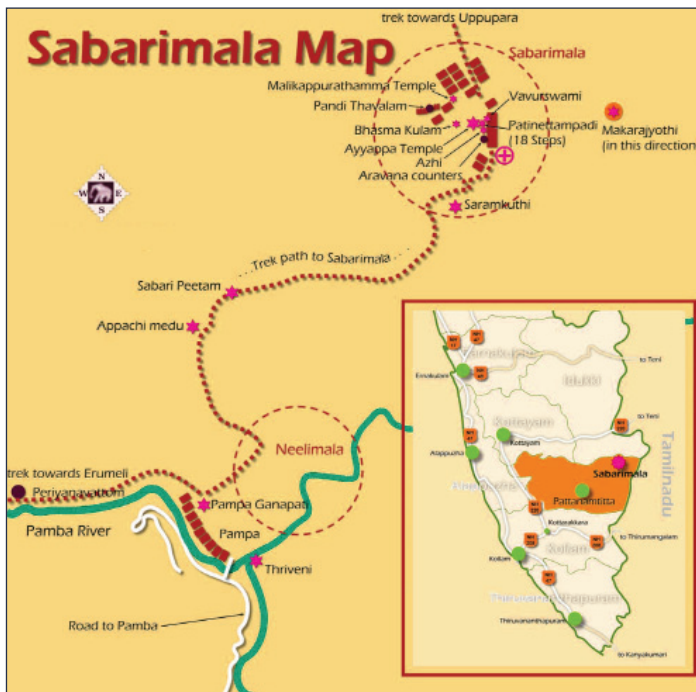 trek towards Uppupara
Sabarimala Map
Sabarimala
Malikappurathamma Temple
Vavurswami
Pandi Thavalam
Bhasma Kulam
Patinettampadi
(18 Steps)
Makarajyothi
(in this direction)
Ayyappa Temple
Azhi
Aravana counters
N
W E
S
Saramkuthi
Trek path to Sabarimala
Sabari Peetam
Appachi medu
Neelimala
trek towards Erumeli
Periyanavattom
Pampa Ganapati
Pamba River
Pampa
Thriveni
Road to Pamba
to Teni
Idukki
Ernakulam
to Teni
Kottayam
Kottayam
Alappuzha
Sabarimala
Tamilnadu
Kottarakkara
to Thirumangalam
Kollam
Kollam
Thiruvananthapuram
Thiruvananthapuram
to Kanyakumari